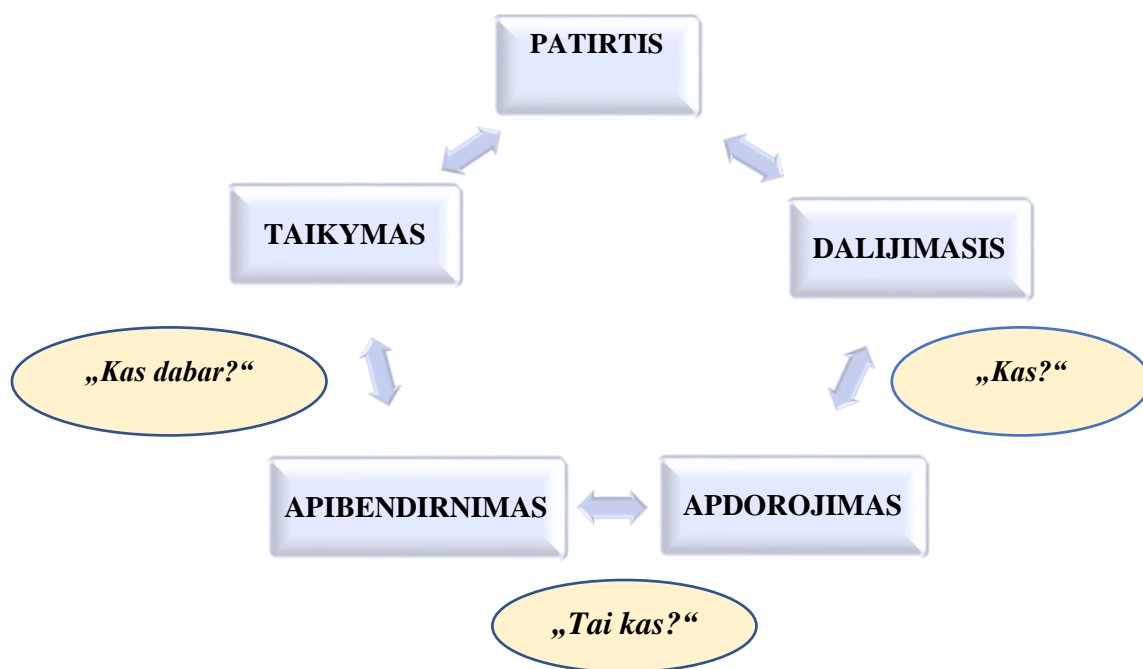 PATIRTIS
TAIKYMAS
DALIJIMASIS
„Kas dabar?“
„Kas?“
APIBENDIRNIMAS
APDOROJIMAS
„Tai kas?“